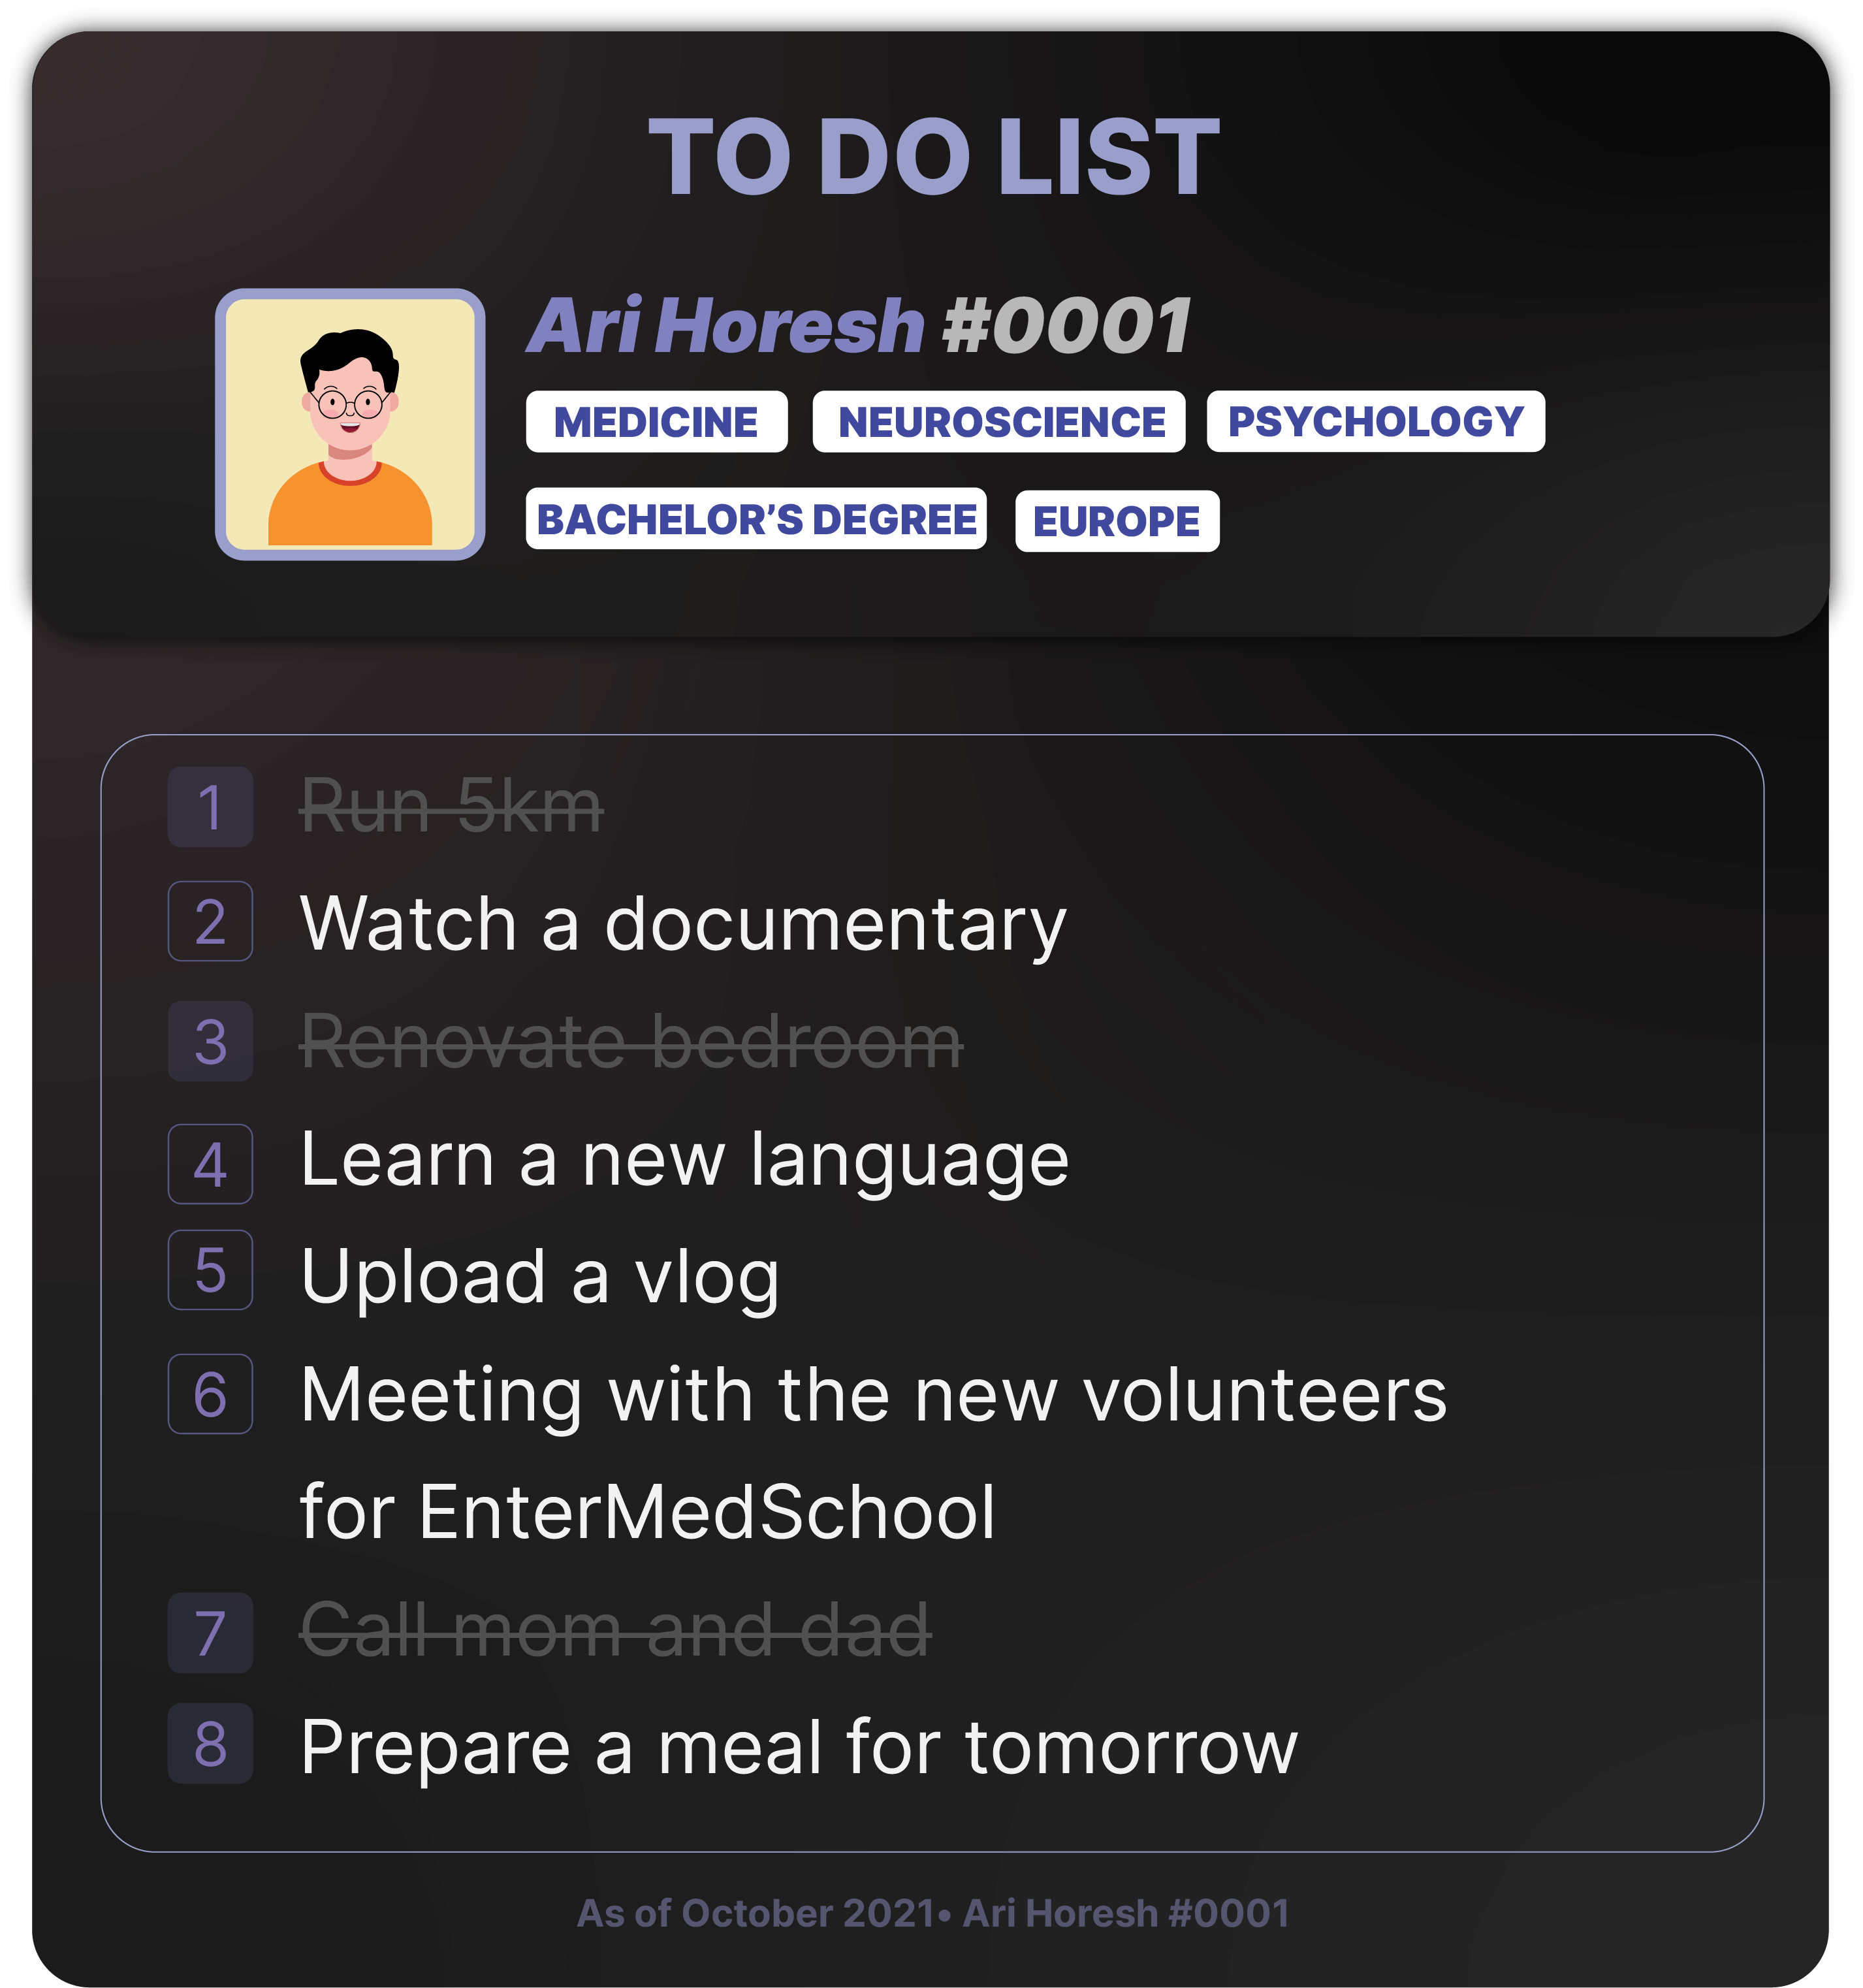 TO DO LIST
Ari Horesh #0001
MEDICINE NEUROSCIENCE PSYCHOLOGY
BACHELOR’S DEGREE EUROPE
1 Run 5km
2 Watch a documentary
3 Renovate bedroom
4 Learn a new language
5 Upload a vlog
6 Meeting with the new volunteers
for EnterMedSchool
7 Call mom and dad
8 Prepare a meal for tomorrow
As of October 2021• Ari Horesh #0001